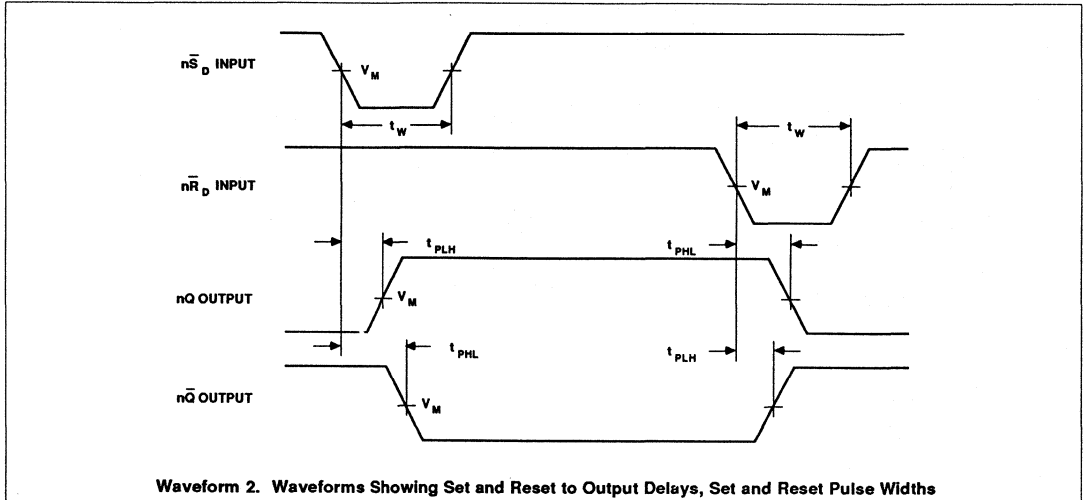 nS̅D INPUT
VM
tW
tW
nR̅D INPUT
VM
tPLH
tPHL
nQ OUTPUT
VM
tPHL
tPLH
nQ̅ OUTPUT
VM
Waveform 2. Waveforms Showing Set and Reset to Output Delays, Set and Reset Pulse Widths